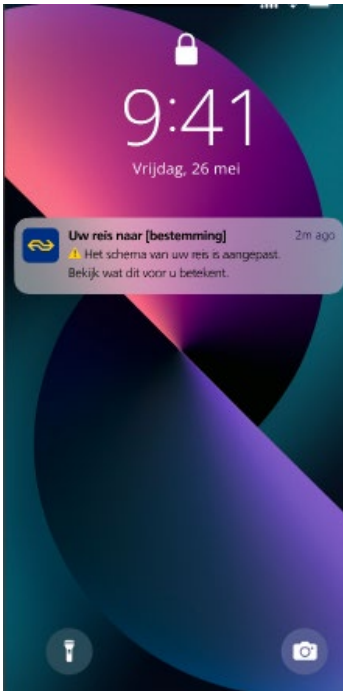 9:41
Vrijdag, 26 mei
Uw reis naar [bestemming] 2m ago
⚠️ Het schema van uw reis is aangepast.
Bekijk wat dit voor u betekent.